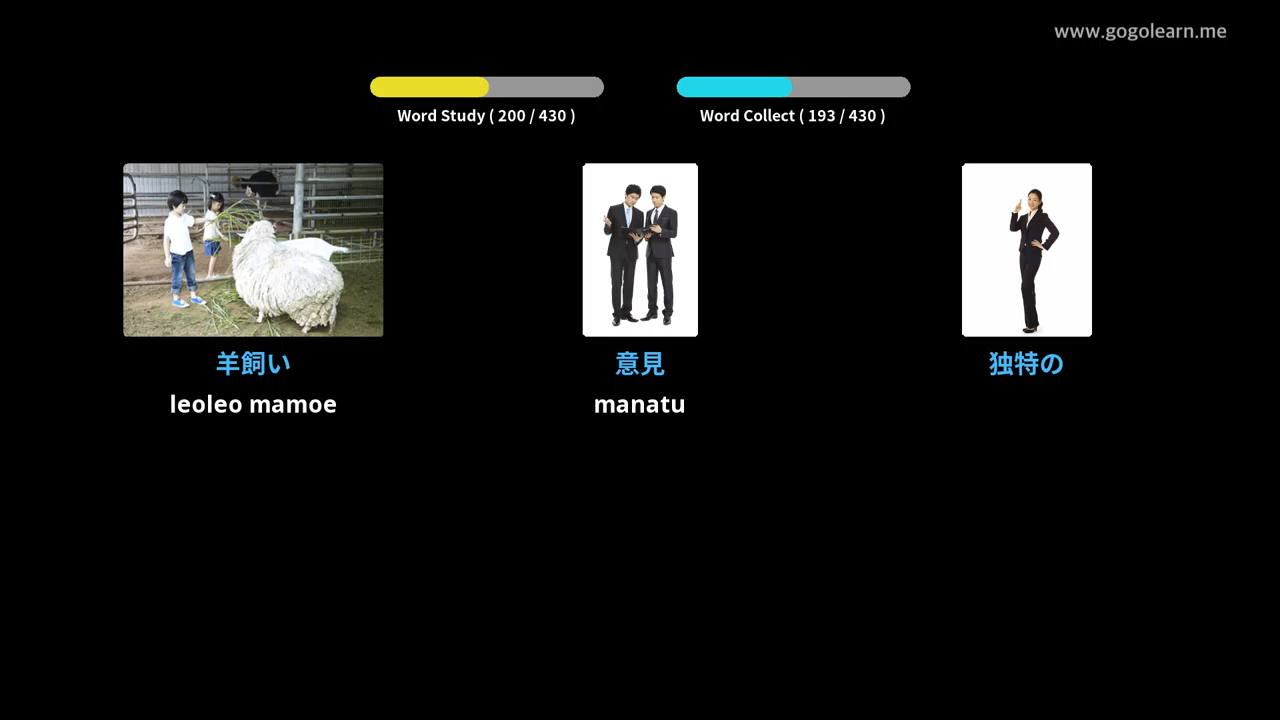 www.gogolearn.me
Word Study ( 200 / 430 )
Word Collect ( 193 / 430 )
羊飼い
leoleo mamoe
意見
manatu
独特の